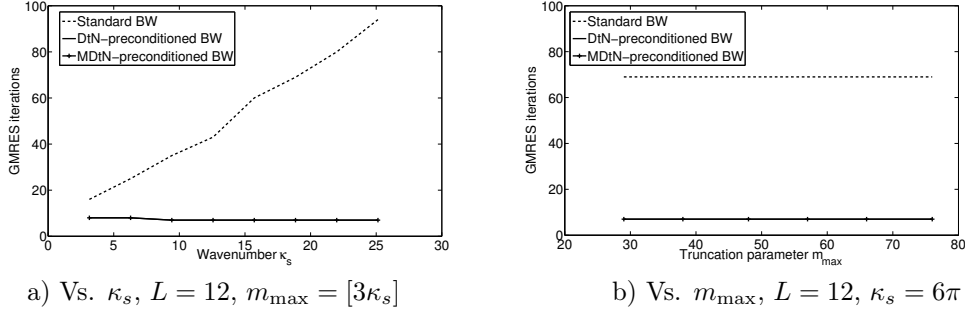 100
80
60
40
20
0
GMRES iterations
Standard BW
DtN−preconditioned BW
MDtN−preconditioned BW
0 5 10 15 20 25 30
Wavenumber κs
a) Vs. κs, L = 12, mmax = [3κs]
100
80
60
40
20
0
GMRES iterations
Standard BW
DtN−preconditioned BW
MDtN−preconditioned BW
20 30 40 50 60 70 80
Truncation parameter mmax
b) Vs. mmax, L = 12, κs = 6π